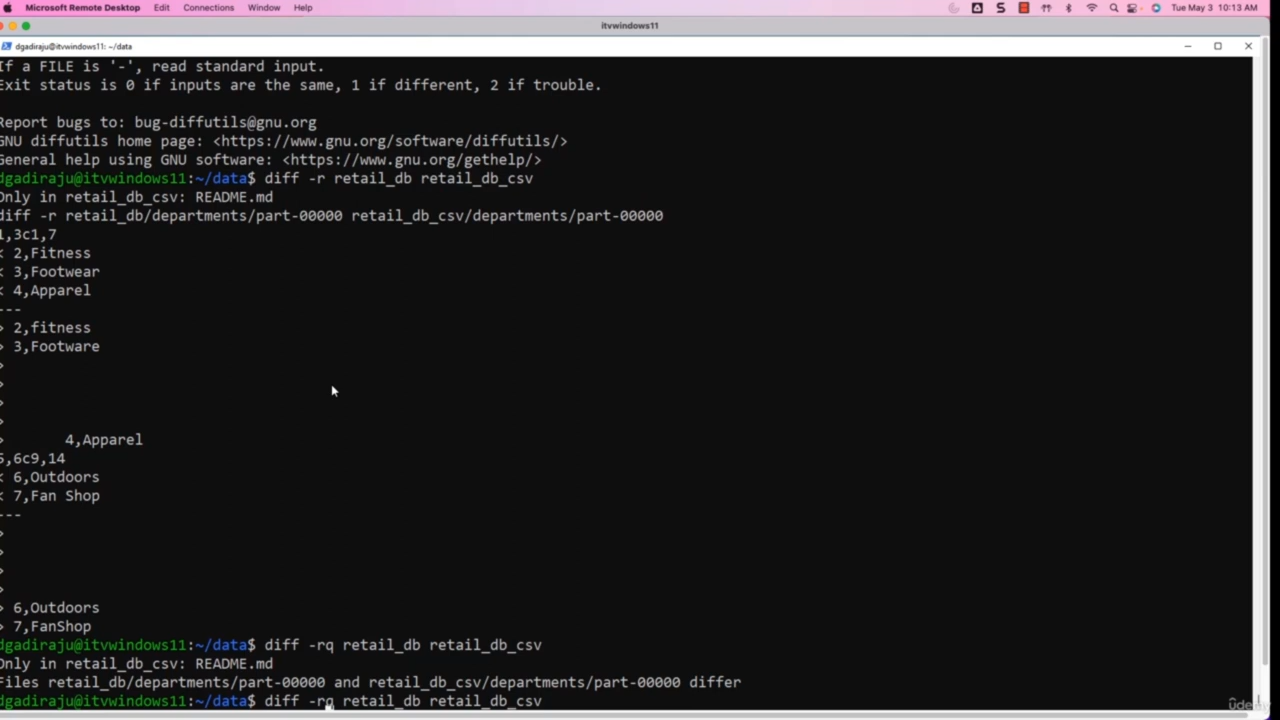 Microsoft Remote Desktop Edit Connections Window Help Tue May 3 10:13 AM
itvwindows11
dgadiraju@itvwindows11: ~/data
If a FILE is '-', read standard input.
Exit status is 0 if inputs are the same, 1 if different, 2 if trouble.
Report bugs to: bug-diffutils@gnu.org
GNU diffutils home page: <https://www.gnu.org/software/diffutils/>
General help using GNU software: <https://www.gnu.org/gethelp/>
dgadiraju@itvwindows11:~/data$ diff -r retail_db retail_db_csv
Only in retail_db_csv: README.md
diff -r retail_db/departments/part-00000 retail_db_csv/departments/part-00000
1,3c1,7
< 2,Fitness
< 3,Footwear
< 4,Apparel
---
> 2,fitness
> 3,Footware
>
>
>
>
>       4,Apparel
5,6c9,14
< 6,Outdoors
< 7,Fan Shop
---
>
>
>
>
> 6,Outdoors
> 7,FanShop
dgadiraju@itvwindows11:~/data$ diff -rq retail_db retail_db_csv
Only in retail_db_csv: README.md
Files retail_db/departments/part-00000 and retail_db_csv/departments/part-00000 differ
dgadiraju@itvwindows11:~/data$ diff -rq retail_db retail_db_csv
ûdemy